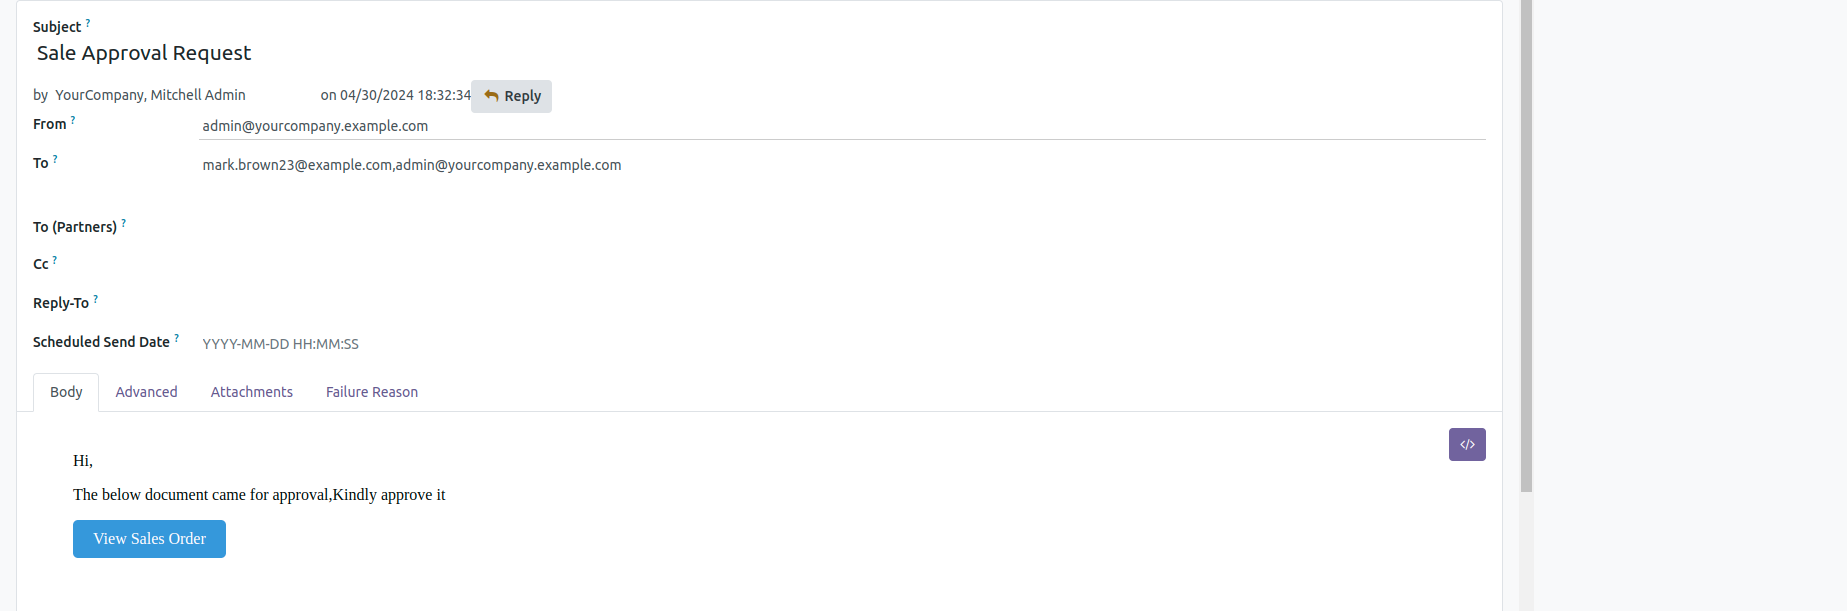 Subject ?
Sale Approval Request
by YourCompany, Mitchell Admin on 04/30/2024 18:32:34 Reply
From ? admin@yourcompany.example.com
To ? mark.brown23@example.com,admin@yourcompany.example.com
To (Partners) ?
Cc ?
Reply-To ?
Scheduled Send Date ? YYYY-MM-DD HH:MM:SS
Body Advanced Attachments Failure Reason
</>
Hi,
The below document came for approval,Kindly approve it
View Sales Order